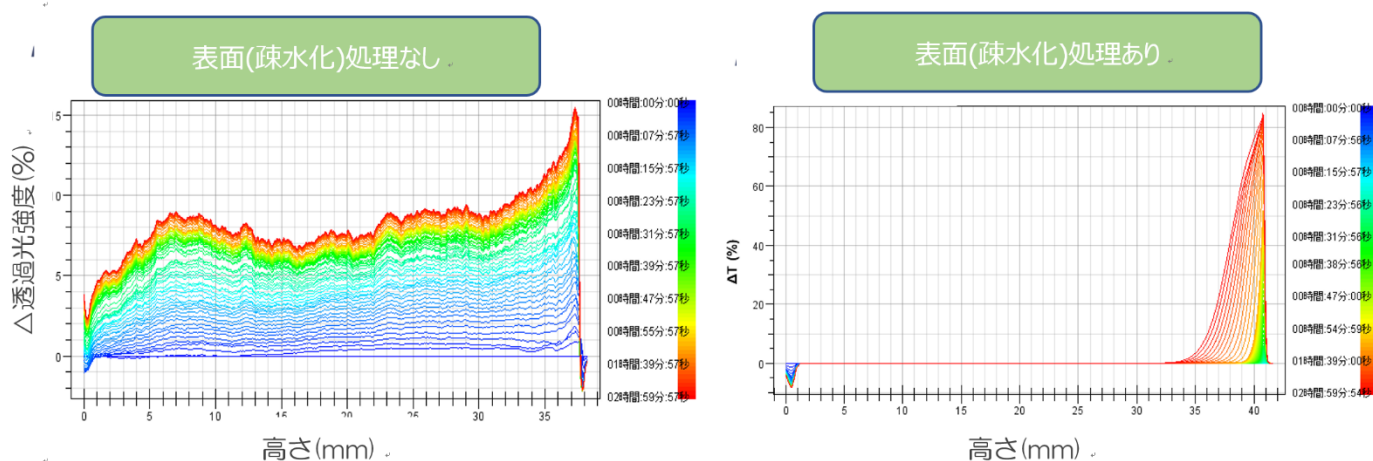 表面(疎水化)処理なし
表面(疎水化)処理あり
△透過光強度(%)
15
10
5
0
0 5 10 15 20 25 30 35
高さ(mm)
00時間:00分:00秒
00時間:07分:57秒
00時間:15分:57秒
00時間:23分:57秒
00時間:31分:57秒
00時間:39分:57秒
00時間:47分:57秒
00時間:55分:57秒
01時間:39分:57秒
02時間:59分:57秒
ΔT (%)
80
60
40
20
0
0 5 10 15 20 25 30 35 40
高さ(mm)
00時間:00分:00秒
00時間:07分:56秒
00時間:15分:57秒
00時間:23分:56秒
00時間:31分:56秒
00時間:38分:56秒
00時間:47分:00秒
00時間:54分:59秒
01時間:39分:00秒
02時間:59分:54秒